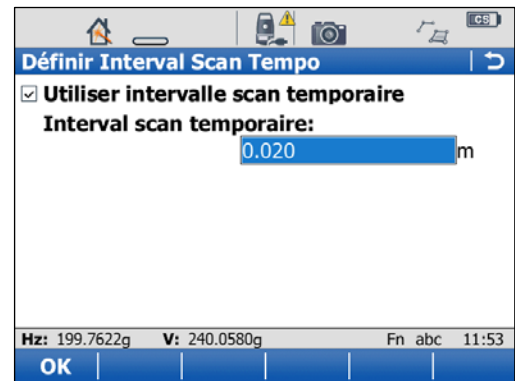 CS
Définir Interval Scan Tempo
Utiliser intervalle scan temporaire
Interval scan temporaire:
0.020 m
Hz: 199.7622g V: 240.0580g Fn abc 11:53
OK